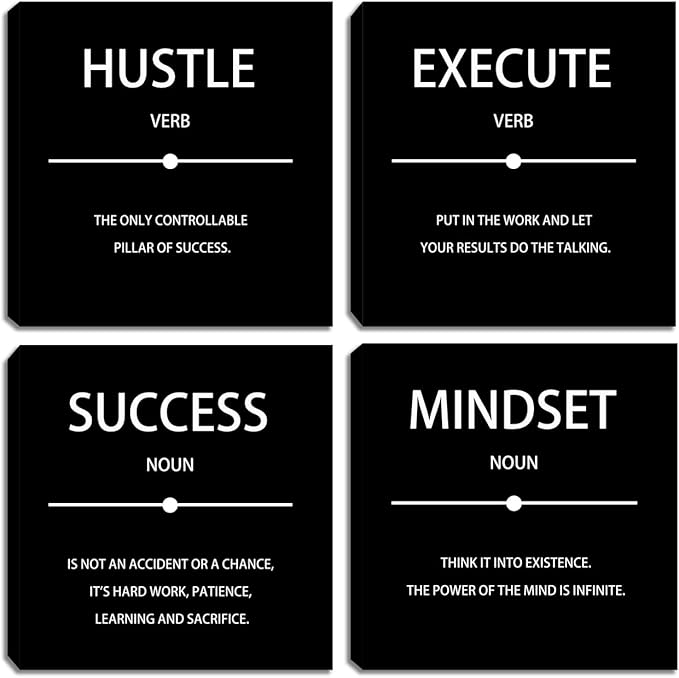 HUSTLE
VERB
THE ONLY CONTROLLABLE
PILLAR OF SUCCESS.
EXECUTE
VERB
PUT IN THE WORK AND LET
YOUR RESULTS DO THE TALKING.
SUCCESS
NOUN
IS NOT AN ACCIDENT OR A CHANCE,
IT'S HARD WORK, PATIENCE,
LEARNING AND SACRIFICE.
MINDSET
NOUN
THINK IT INTO EXISTENCE.
THE POWER OF THE MIND IS INFINITE.